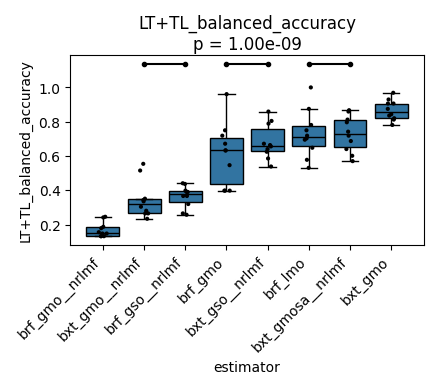 LT+TL_balanced_accuracy
p = 1.00e-09
LT+TL_balanced_accuracy
1.0
0.8
0.6
0.4
0.2
brf_gmo__nrlmf
bxt_gmo__nrlmf
brf_gso__nrlmf
brf_gmo
bxt_gso__nrlmf
brf_lmo
bxt_gmosa__nrlmf
bxt_gmo
estimator